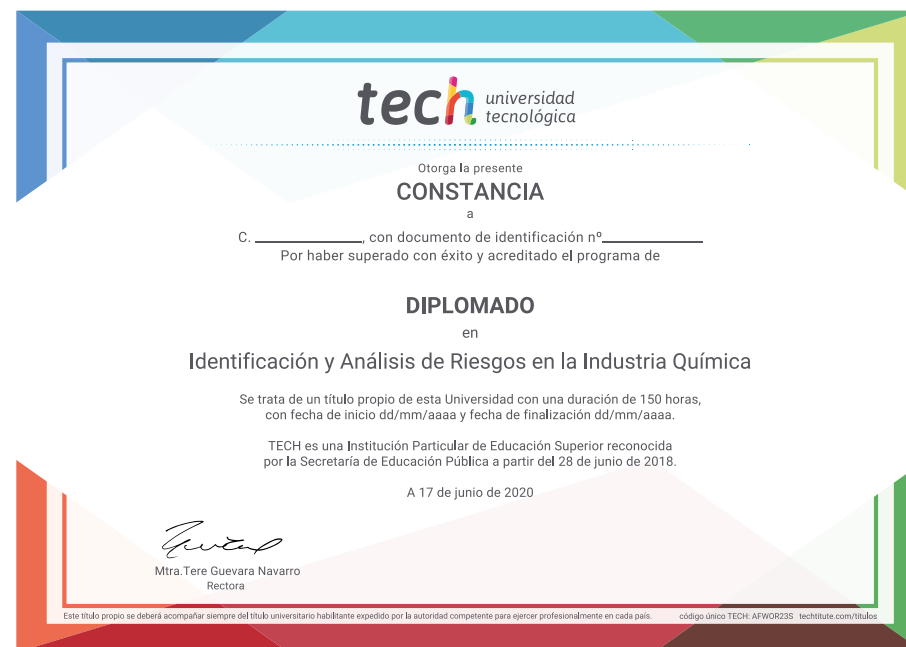 tech universidad
tecnológica
Otorga la presente
CONSTANCIA
a
C. ____________, con documento de identificación nº____________
Por haber superado con éxito y acreditado el programa de
DIPLOMADO
en
Identificación y Análisis de Riesgos en la Industria Química
Se trata de un título propio de esta Universidad con una duración de 150 horas,
con fecha de inicio dd/mm/aaaa y fecha de finalización dd/mm/aaaa.
TECH es una Institución Particular de Educación Superior reconocida
por la Secretaría de Educación Pública a partir del 28 de junio de 2018.
A 17 de junio de 2020
Mtra.Tere Guevara Navarro
Rectora
Este título propio se deberá acompañar siempre del título universitario habilitante expedido por la autoridad competente para ejercer profesionalmente en cada país. código único TECH: AFWOR23S techtitute.com/titulos